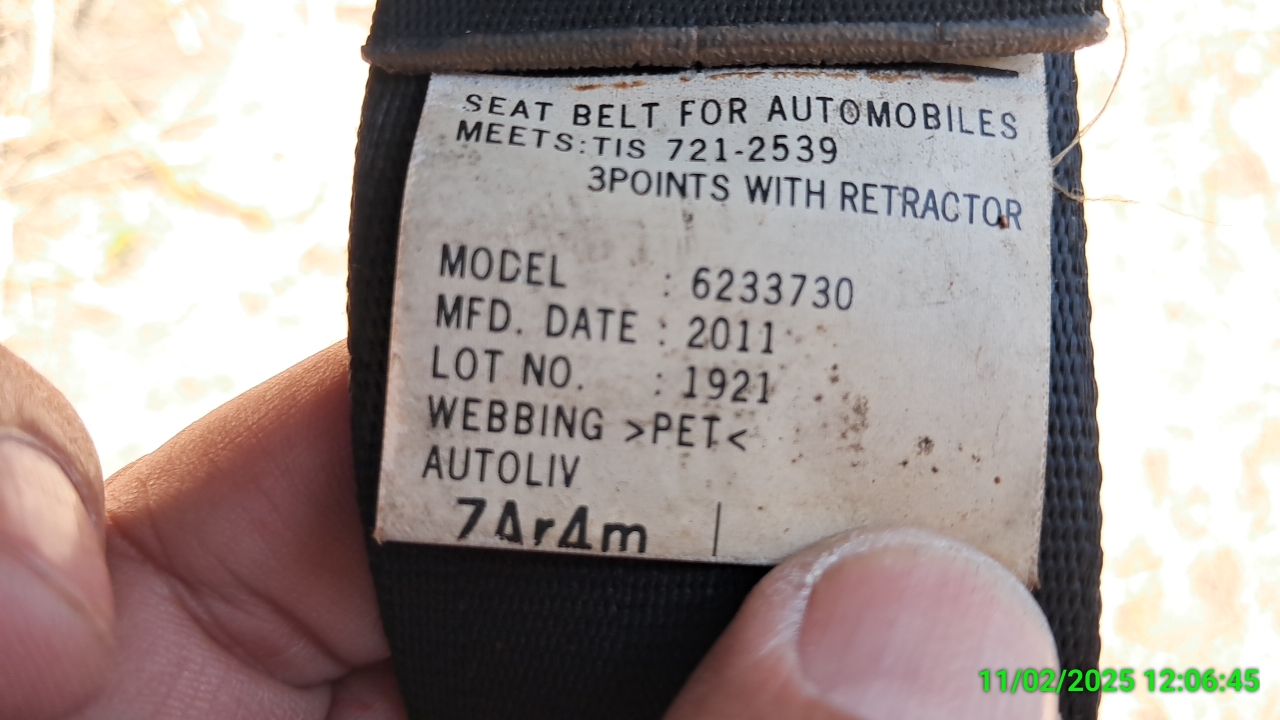 SEAT BELT FOR AUTOMOBILES
MEETS:TIS 721-2539
3POINTS WITH RETRACTOR
MODEL : 6233730
MFD. DATE : 2011
LOT NO. : 1921
WEBBING >PET<
AUTOLIV
7Ar4m
11/02/2025 12:06:45